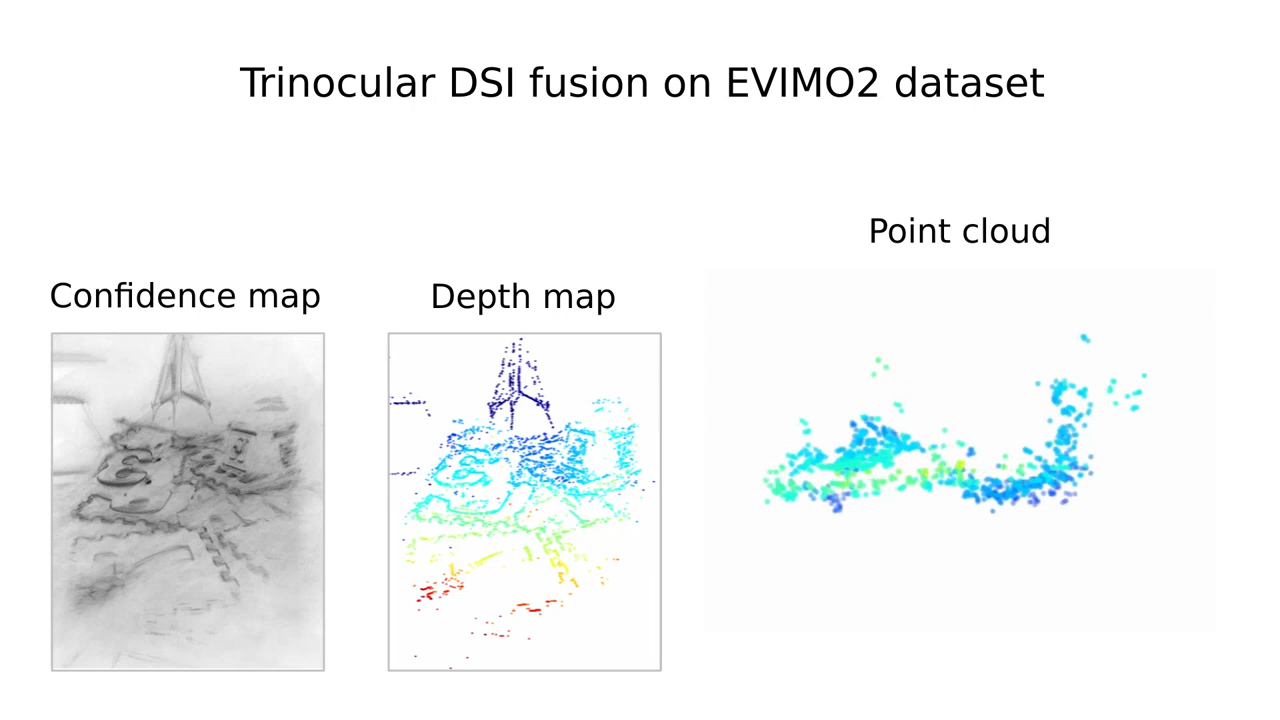 Trinocular DSI fusion on EVIMO2 dataset
Point cloud
Confidence map
Depth map